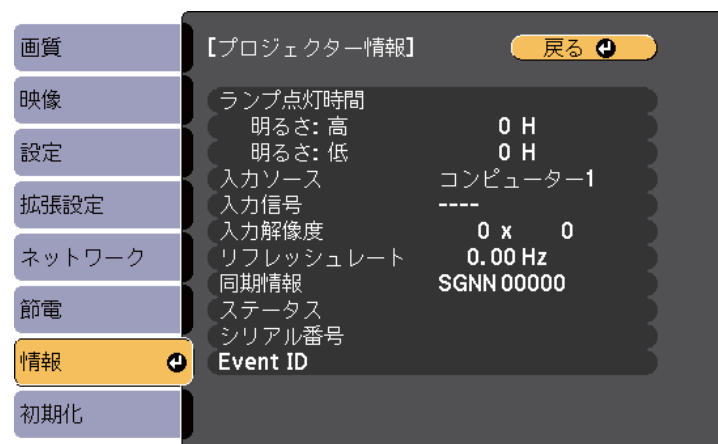 画質
映像
設定
拡張設定
ネットワーク
節電
情報
初期化
【プロジェクター情報】 戻る
ランプ点灯時間
明るさ: 高 0 H
明るさ: 低 0 H
入力ソース コンピューター1
入力信号 ----
入力解像度 0 x 0
リフレッシュレート 0.00 Hz
同期情報 SGNN 00000
ステータス
シリアル番号
Event ID